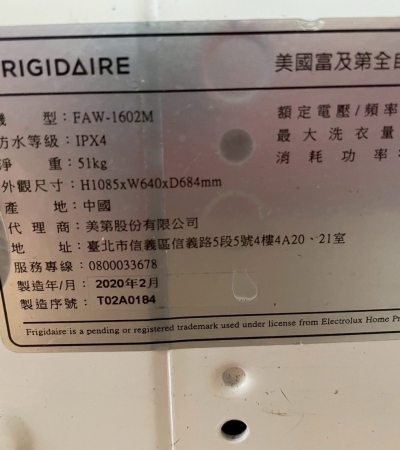 FRIGIDAIRE 美國富及第全自
機 型：FAW-1602M 額定電壓/頻率
防水等級：IPX4 最大洗衣量
淨 重：51kg 消耗功率
外觀尺寸：H1085xW640xD684mm
產 地：中國
代 理 商：美第股份有限公司
地 址：臺北市信義區信義路5段5號4樓4A20、21室
服務專線：0800033678
製造年/月：2020年2月
製造序號：T02A0184
Frigidaire is a pending or registered trademark used under license from Electrolux Home Pr